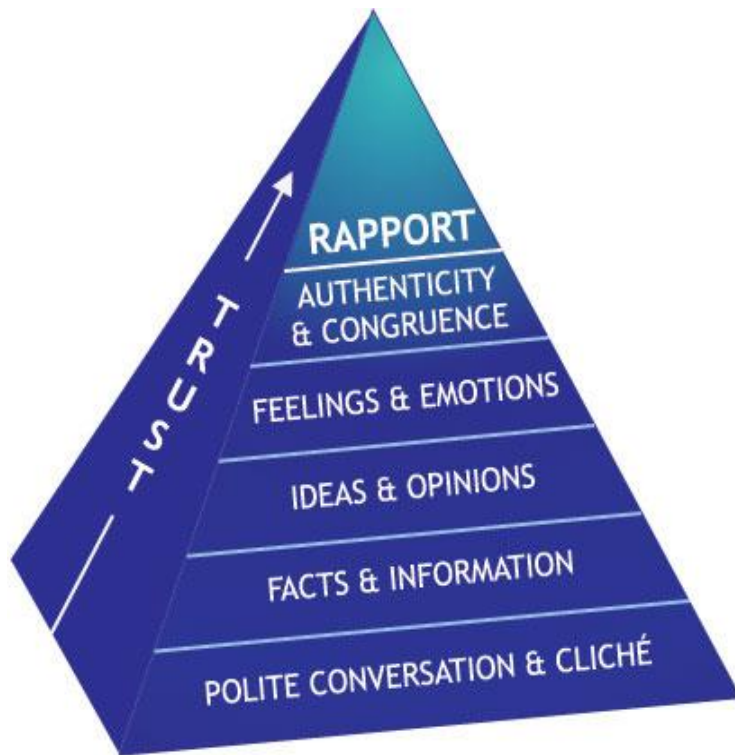 RAPPORT
AUTHENTICITY
& CONGRUENCE
FEELINGS & EMOTIONS
IDEAS & OPINIONS
FACTS & INFORMATION
POLITE CONVERSATION & CLICHÉ
TRUST